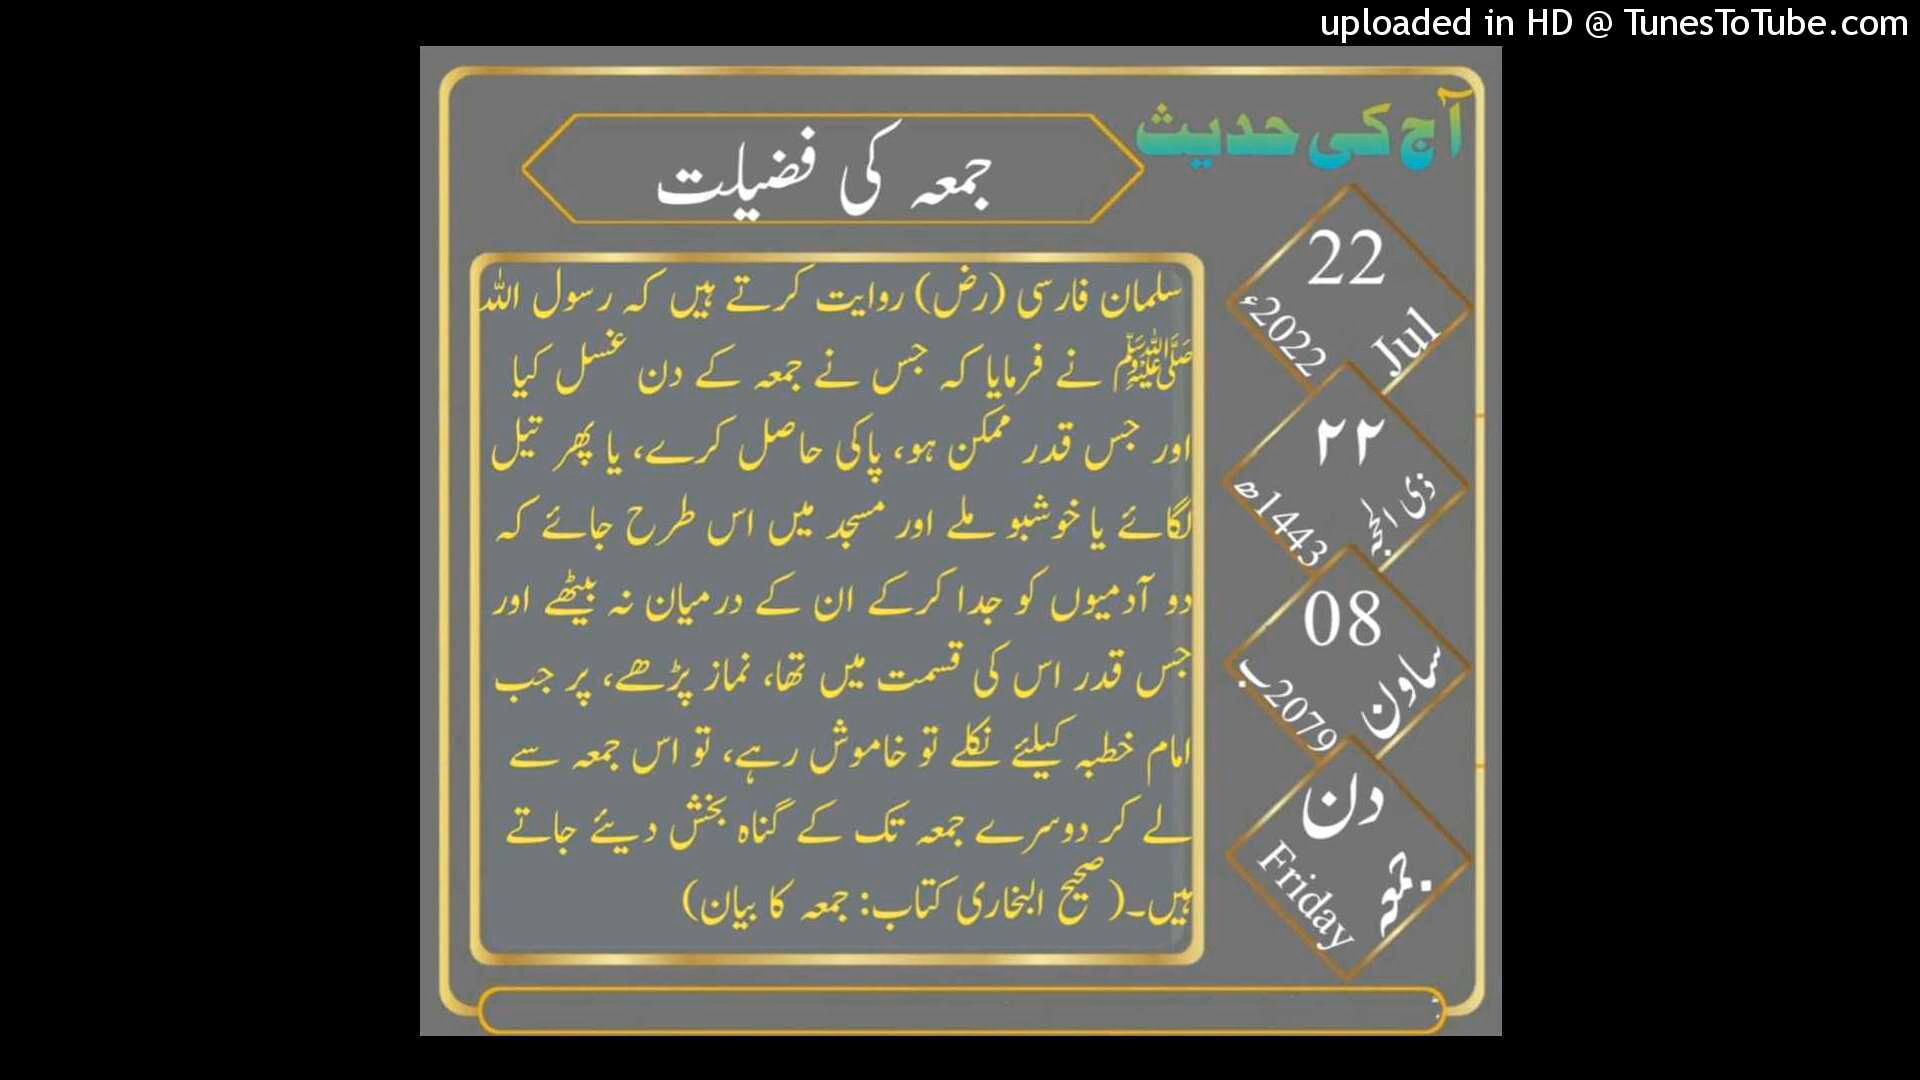 uploaded in HD @ TunesToTube.com
آج کی حدیث
جمعہ کی فضیلت
سلمان فارسی (رض) روایت کرتے ہیں کہ رسول اللہ
ﷺ نے فرمایا کہ جس نے جمعہ کے دن غسل کیا
اور جس قدر ممکن ہو، پاکی حاصل کرے، یا پھر تیل
لگائے یا خوشبو ملے اور مسجد میں اس طرح جائے کہ
دو آدمیوں کو جدا کرکے ان کے درمیان نہ بیٹھے اور
جس قدر اس کی قسمت میں تھا، نماز پڑھے، پر جب
امام خطبہ کیلئے نکلے تو خاموش رہے، تو اس جمعہ سے
لے کر دوسرے جمعہ تک کے گناہ بخش دیئے جاتے
ہیں۔(صحیح البخاری کتاب: جمعہ کا بیان)
22
Jul
2022ء
۲۲
ذی الحجہ
1443ھ
08
ساون
2079ب
دن
جمعہ
Friday